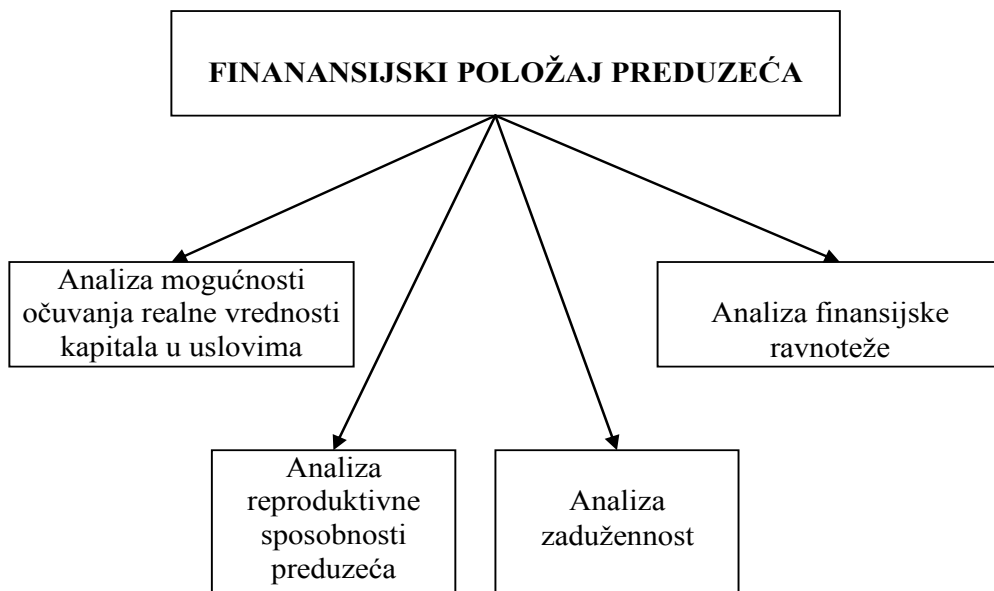 FINANANSIJSKI POLOŽAJ PREDUZEĆA
Analiza mogućnosti
očuvanja realne vrednosti
kapitala u uslovima
Analiza finansijske
ravnoteže
Analiza
reproduktivne
sposobnosti
preduzeća
Analiza
zadužennost